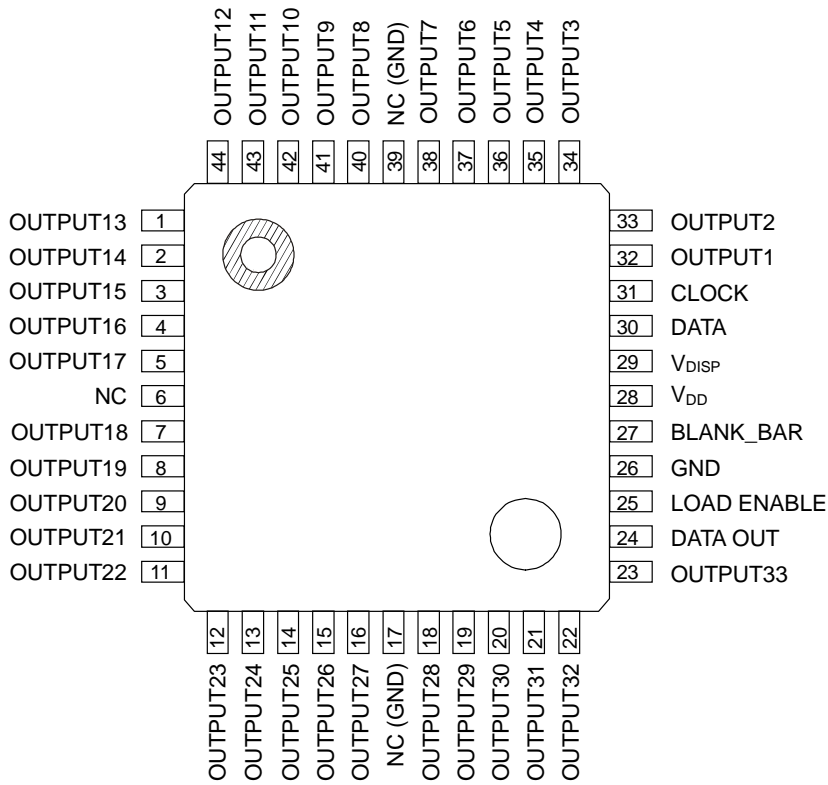 OUTPUT12
OUTPUT11
OUTPUT10
OUTPUT9
OUTPUT8
NC (GND)
OUTPUT7
OUTPUT6
OUTPUT5
OUTPUT4
OUTPUT3
44 43 42 41 40 39 38 37 36 35 34
OUTPUT13 1
OUTPUT14 2
OUTPUT15 3
OUTPUT16 4
OUTPUT17 5
NC 6
OUTPUT18 7
OUTPUT19 8
OUTPUT20 9
OUTPUT21 10
OUTPUT22 11
33 OUTPUT2
32 OUTPUT1
31 CLOCK
30 DATA
29 VDISP
28 VDD
27 BLANK_BAR
26 GND
25 LOAD ENABLE
24 DATA OUT
23 OUTPUT33
12 13 14 15 16 17 18 19 20 21 22
OUTPUT23
OUTPUT24
OUTPUT25
OUTPUT26
OUTPUT27
NC (GND)
OUTPUT28
OUTPUT29
OUTPUT30
OUTPUT31
OUTPUT32